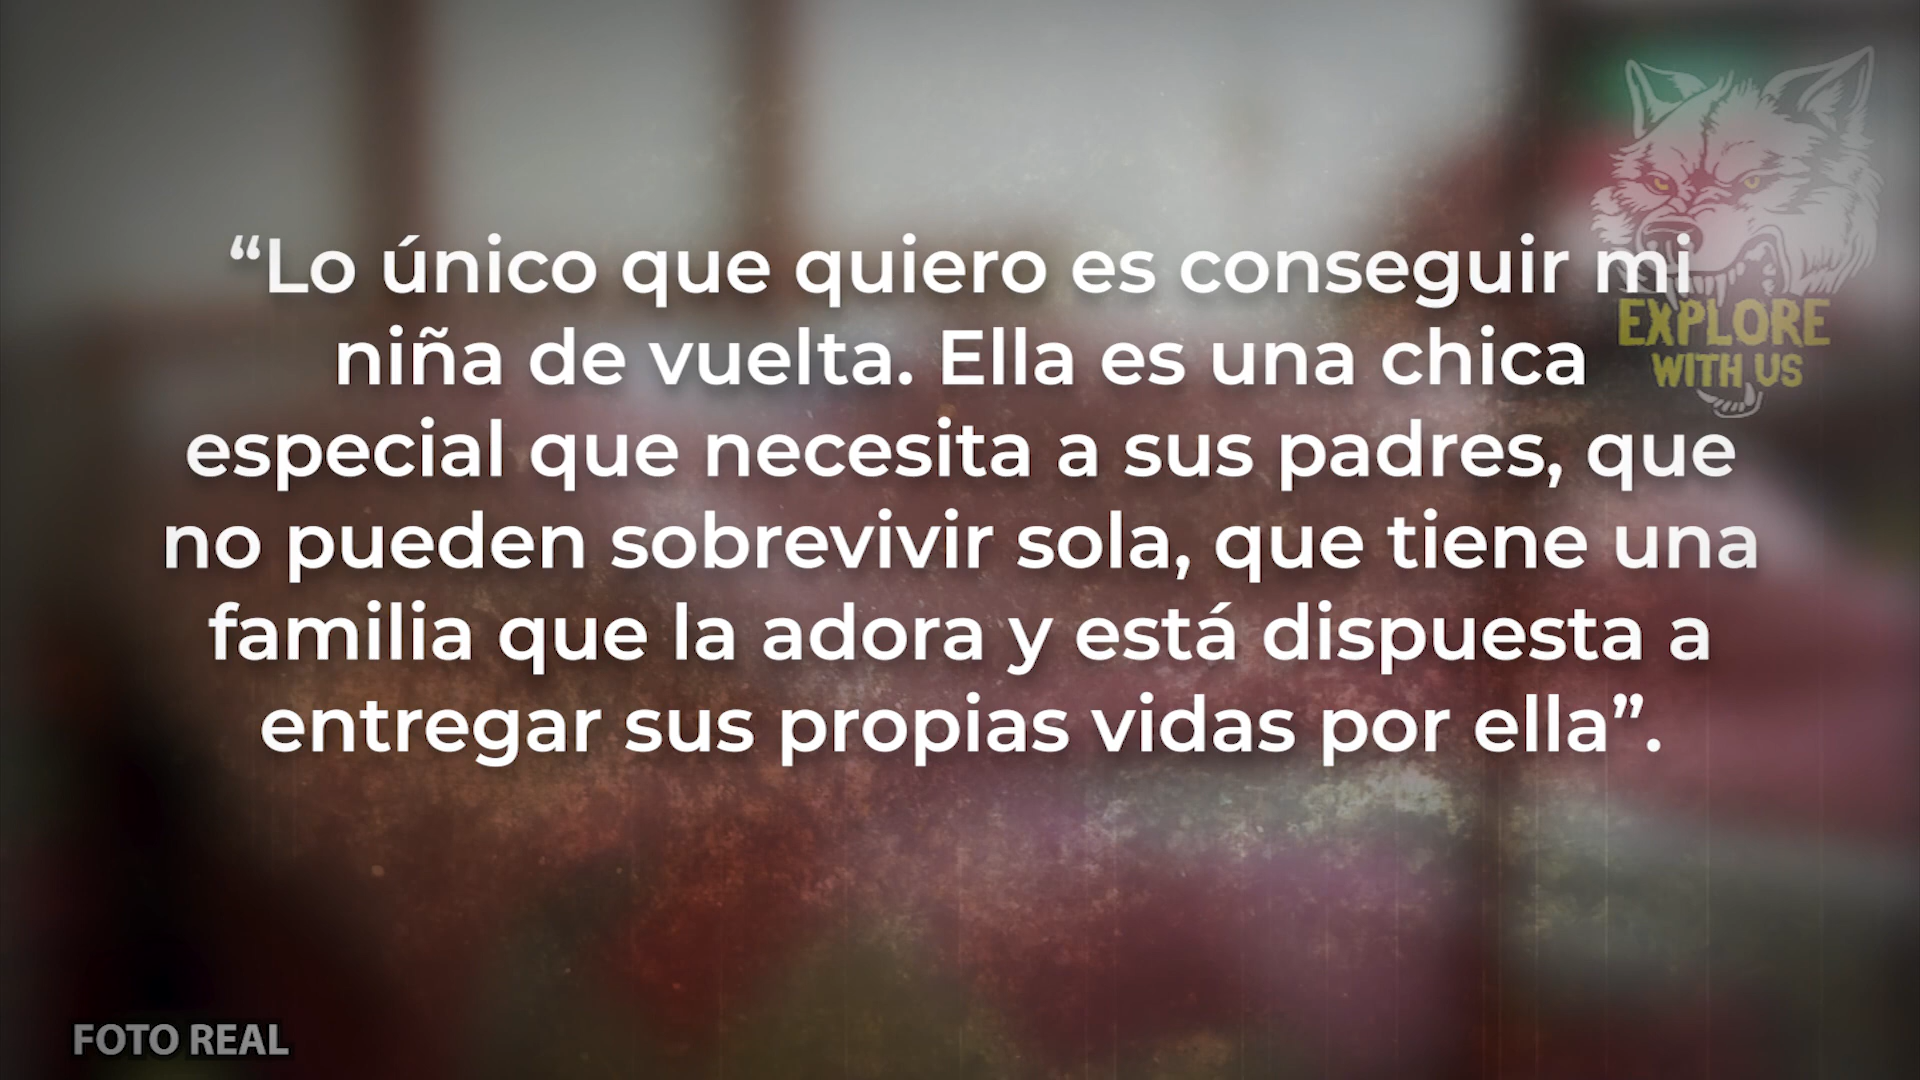 “Lo único que quiero es conseguir mi
niña de vuelta. Ella es una chica
especial que necesita a sus padres, que
no pueden sobrevivir sola, que tiene una
familia que la adora y está dispuesta a
entregar sus propias vidas por ella”.
EXPLORE
WITH US
FOTO REAL